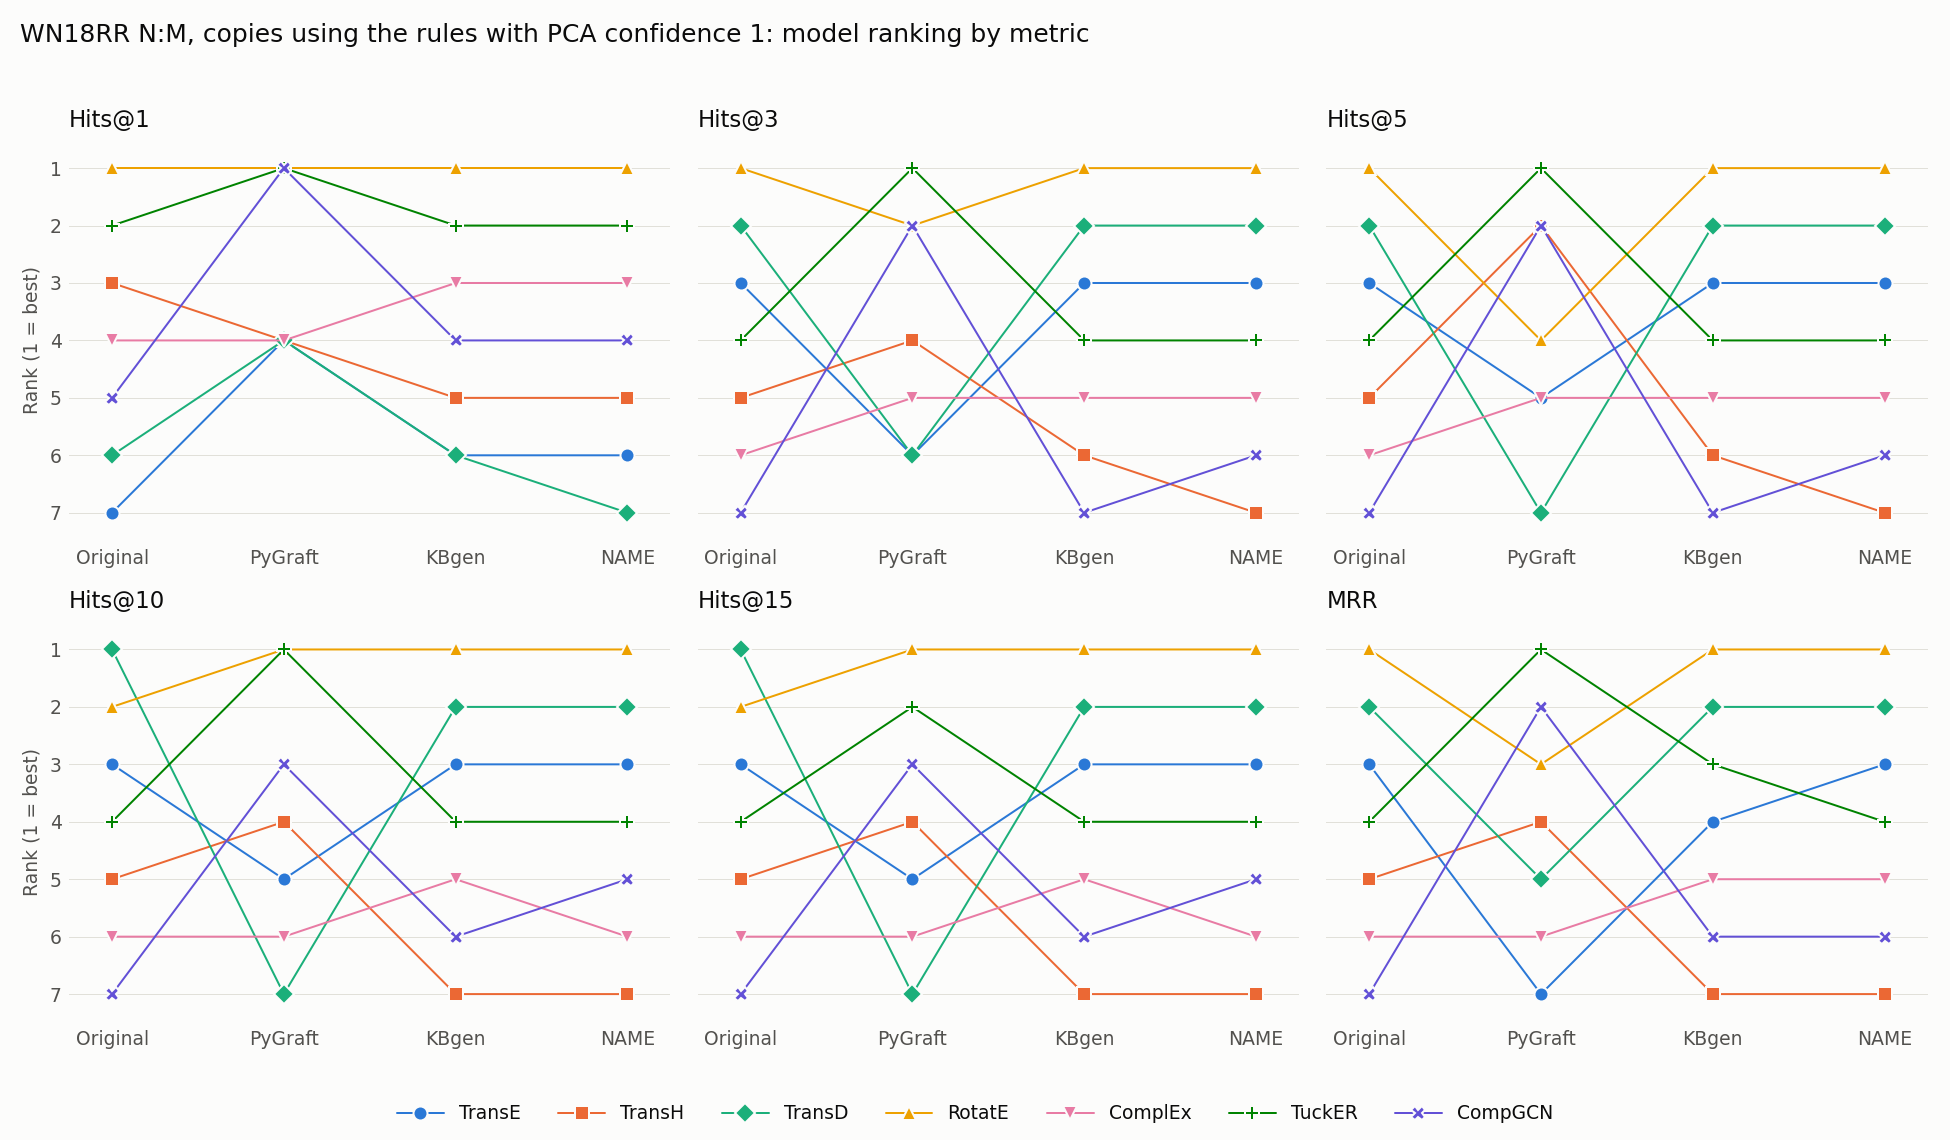 WN18RR N:M, copies using the rules with PCA confidence 1: model ranking by metric
Hits@1
Hits@3
Hits@5
Rank (1 = best)
1
2
3
4
5
6
7
Original PyGraft KBgen NAME
Original PyGraft KBgen NAME
Original PyGraft KBgen NAME
Hits@10
Hits@15
MRR
Rank (1 = best)
1
2
3
4
5
6
7
Original PyGraft KBgen NAME
Original PyGraft KBgen NAME
Original PyGraft KBgen NAME
TransE TransH TransD RotatE ComplEx TuckER CompGCN